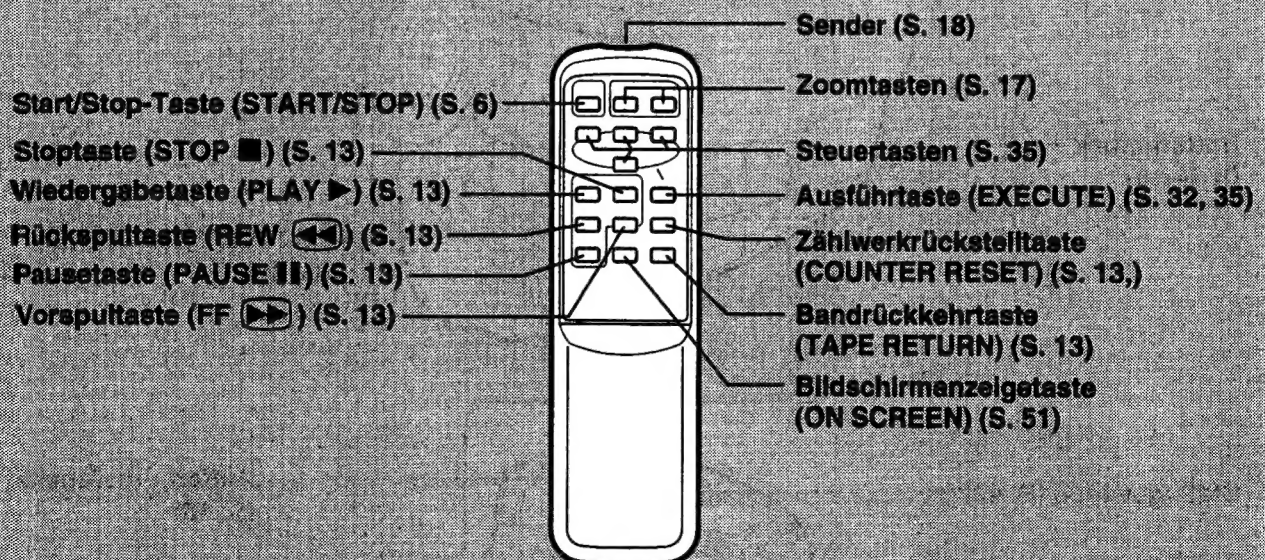 Start/Stop-Taste (START/STOP) (S. 6)
Stoptaste (STOP ■) (S. 13)
Wiedergabetaste (PLAY ▶) (S. 13)
Rückspultaste (REW ◀◀) (S. 13)
Pausetaste (PAUSE ❚❚) (S. 13)
Vorspultaste (FF ▶▶) (S. 13)
Sender (S. 18)
Zoomtasten (S. 17)
Steuertasten (S. 35)
Ausführtaste (EXECUTE) (S. 32, 35)
Zählwerkrückstelltaste
(COUNTER RESET) (S. 13,)
Bandrückkehrtaste
(TAPE RETURN) (S. 13)
Bildschirmanzeigetaste
(ON SCREEN) (S. 51)